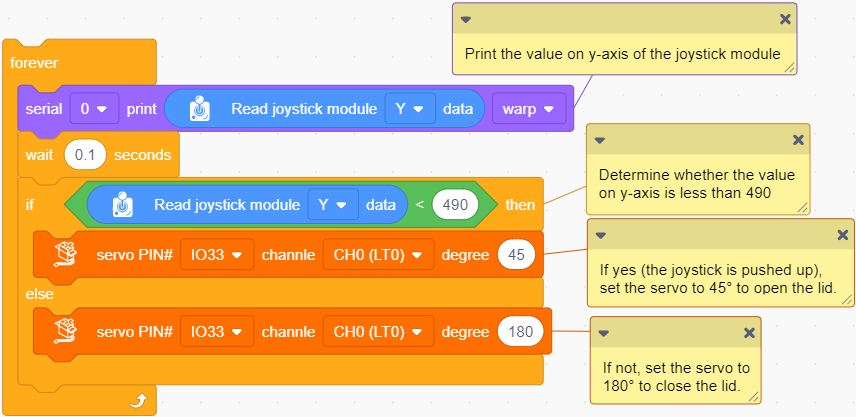 forever
Print the value on y-axis of the joystick module
serial 0 print Read joystick module Y data warp
wait 0.1 seconds
if Read joystick module Y data < 490 then
Determine whether the value
on y-axis is less than 490
servo PIN# IO33 channle CH0 (LT0) degree 45
If yes (the joystick is pushed up),
set the servo to 45° to open the lid.
else
servo PIN# IO33 channle CH0 (LT0) degree 180
If not, set the servo to
180° to close the lid.